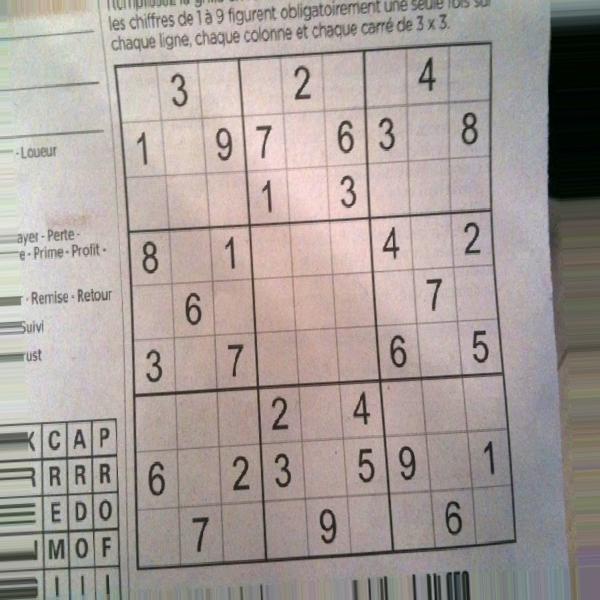 les chiffres de 1 à 9 figurent obligatoirement une seule fois sur
chaque ligne, chaque colonne et chaque carré de 3 x 3.
3 2 4
1 9 7 6 3 8
1 3
8 1 4 2
6 7
3 7 6 5
2 4
6 2 3 5 9 1
7 9 6
- Loueur
ayer - Perte -
e - Prime - Profit -
- Remise - Retour
Suivi
rust
C A P
R R R
E D O
M O F
I I I